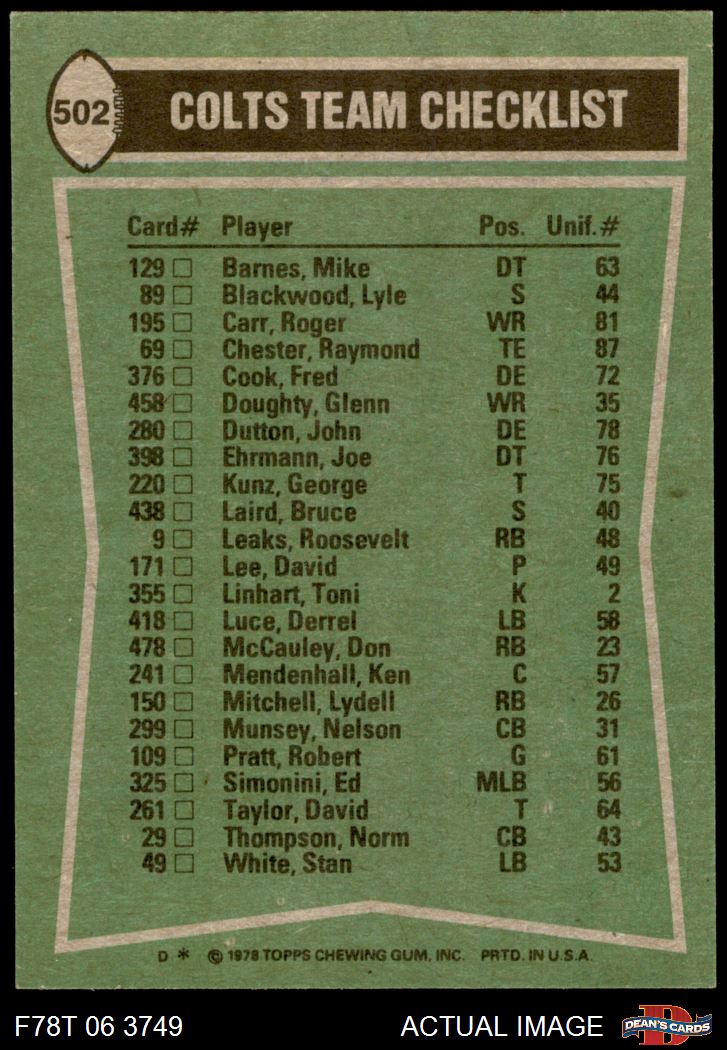 502 COLTS TEAM CHECKLIST
Card# Player Pos. Unif.#
129 □ Barnes, Mike DT 63
89 □ Blackwood, Lyle S 44
195 □ Carr, Roger WR 81
69 □ Chester, Raymond TE 87
376 □ Cook, Fred DE 72
458 □ Doughty, Glenn WR 35
280 □ Dutton, John DE 78
398 □ Ehrmann, Joe DT 76
220 □ Kunz, George T 75
438 □ Laird, Bruce S 40
9 □ Leaks, Roosevelt RB 48
171 □ Lee, David P 49
355 □ Linhart, Toni K 2
418 □ Luce, Derrel LB 58
478 □ McCauley, Don RB 23
241 □ Mendenhall, Ken C 57
150 □ Mitchell, Lydell RB 26
299 □ Munsey, Nelson CB 31
109 □ Pratt, Robert G 61
325 □ Simonini, Ed MLB 56
261 □ Taylor, David T 64
29 □ Thompson, Norm CB 43
49 □ White, Stan LB 53
D * © 1978 TOPPS CHEWING GUM, INC. PRTD. IN U.S.A.
F78T 06 3749 ACTUAL IMAGE D DEAN'S CARDS